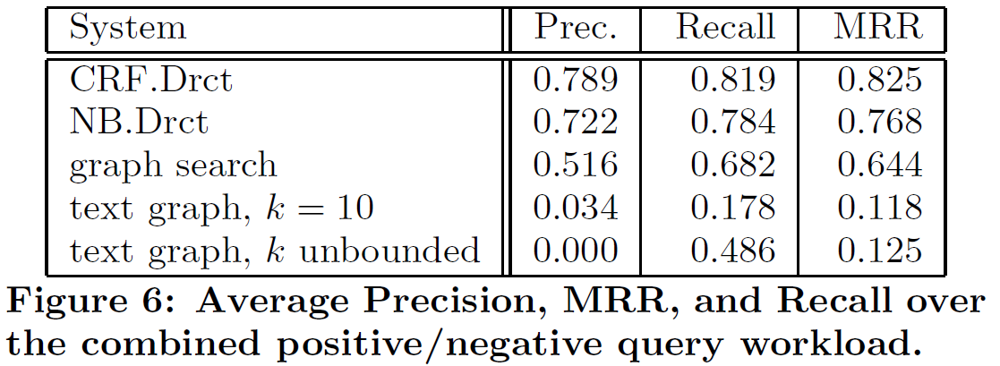 System Prec. Recall MRR
CRF.Drct 0.789 0.819 0.825
NB.Drct 0.722 0.784 0.768
graph search 0.516 0.682 0.644
text graph, k = 10 0.034 0.178 0.118
text graph, k unbounded 0.000 0.486 0.125
Figure 6: Average Precision, MRR, and Recall over
the combined positive/negative query workload.